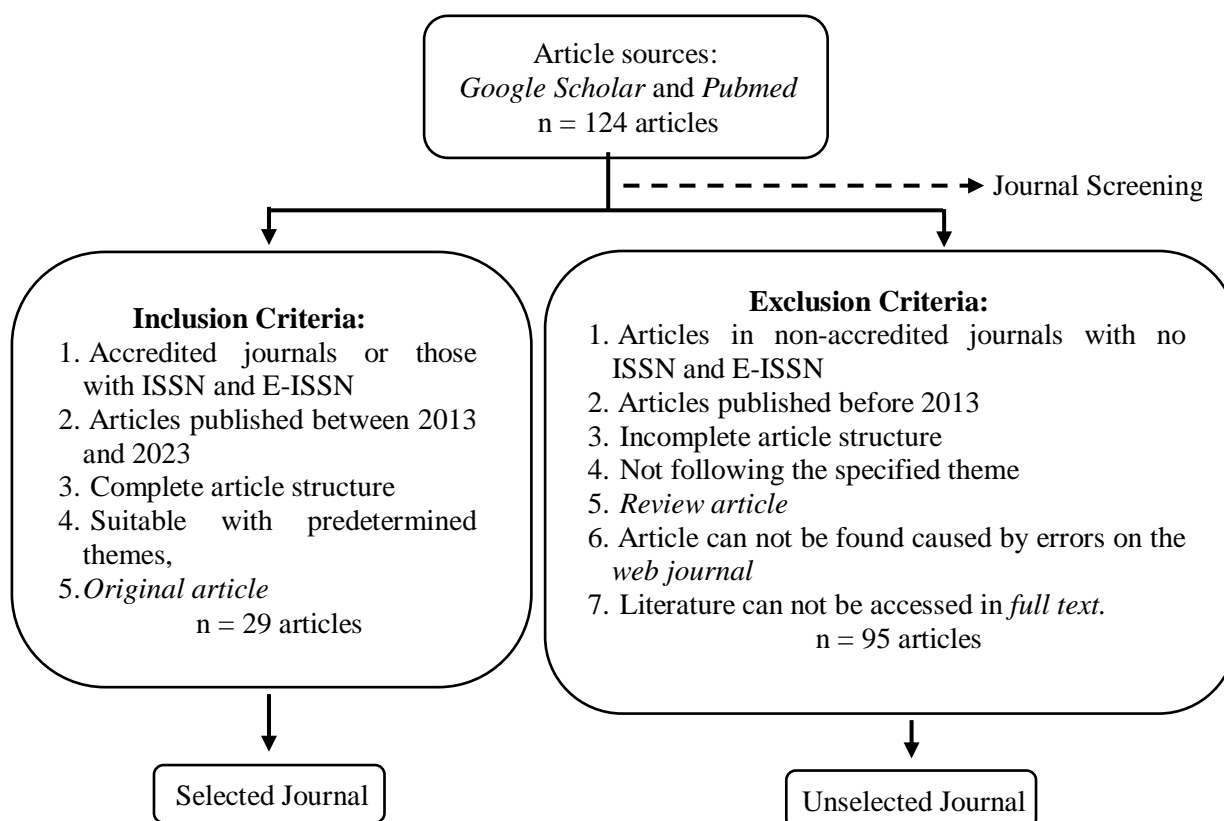 Article sources:
Google Scholar and Pubmed
n = 124 articles
Journal Screening
Inclusion Criteria:
1. Accredited journals or those
with ISSN and E-ISSN
2. Articles published between 2013
and 2023
3. Complete article structure
4. Suitable with predetermined
themes,
5. Original article
n = 29 articles
Exclusion Criteria:
1. Articles in non-accredited journals with no
ISSN and E-ISSN
2. Articles published before 2013
3. Incomplete article structure
4. Not following the specified theme
5. Review article
6. Article can not be found caused by errors on the
web journal
7. Literature can not be accessed in full text.
n = 95 articles
Selected Journal
Unselected Journal